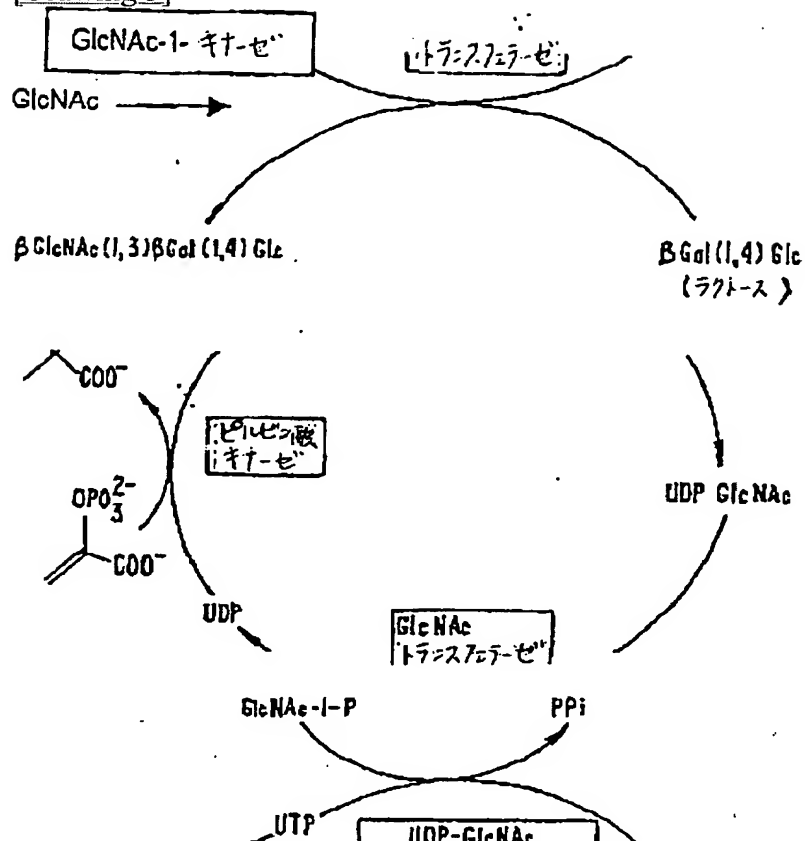 GlcNAc-1-キナーゼ
トランスフェラーゼ
GlcNAc
βGlcNAc(1,3)βGal(1,4)Glc
βGal(1,4)Glc
(ラクトース)
COO⁻
ピルビン酸
キナーゼ
OPO₃²⁻
COO⁻
UDP GlcNAc
UDP
GlcNAc
トランスフェラーゼ
GlcNAc-1-P
PPi
UTP
UDP-GlcNAc